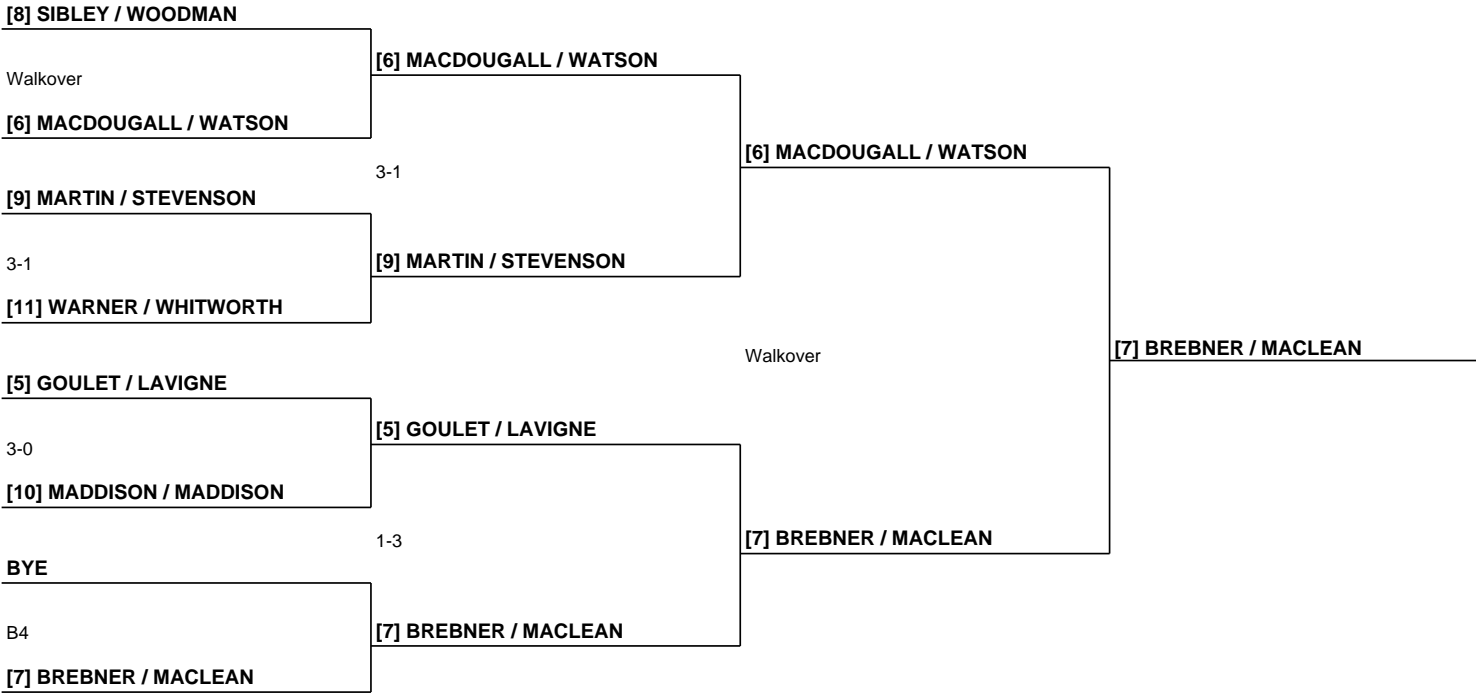 [8] SIBLEY / WOODMAN
Walkover
[6] MACDOUGALL / WATSON
[9] MARTIN / STEVENSON
3-1
[11] WARNER / WHITWORTH
[5] GOULET / LAVIGNE
3-0
[10] MADDISON / MADDISON
BYE
B4
[7] BREBNER / MACLEAN
[6] MACDOUGALL / WATSON
3-1
[9] MARTIN / STEVENSON
[5] GOULET / LAVIGNE
1-3
[7] BREBNER / MACLEAN
[6] MACDOUGALL / WATSON
Walkover
[7] BREBNER / MACLEAN
[7] BREBNER / MACLEAN